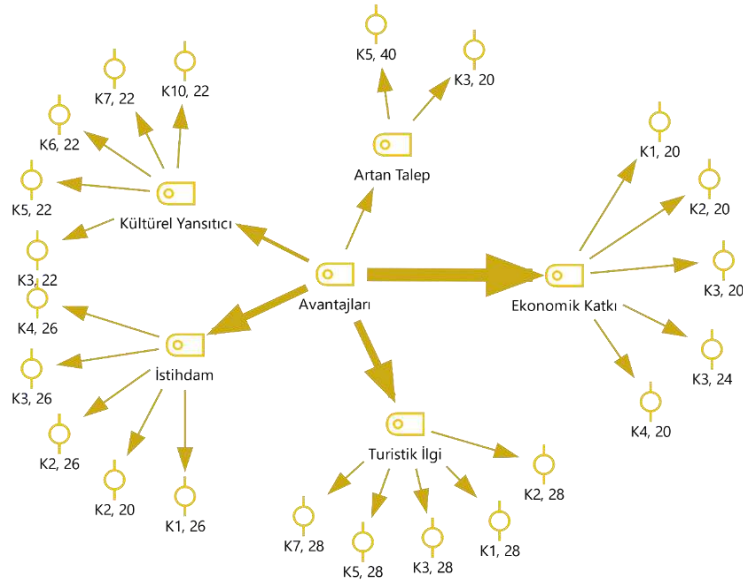 K5, 40
K3, 20
K10, 22
K7, 22
K6, 22
K5, 22
K3, 22
Kültürel Yansıtıcı
Artan Talep
K1, 20
K2, 20
K3, 20
K3, 24
K4, 20
Ekonomik Katkı
Avantajları
K4, 26
K3, 26
K2, 26
K2, 20
K1, 26
İstihdam
Turistik İlgi
K2, 28
K1, 28
K3, 28
K5, 28
K7, 28